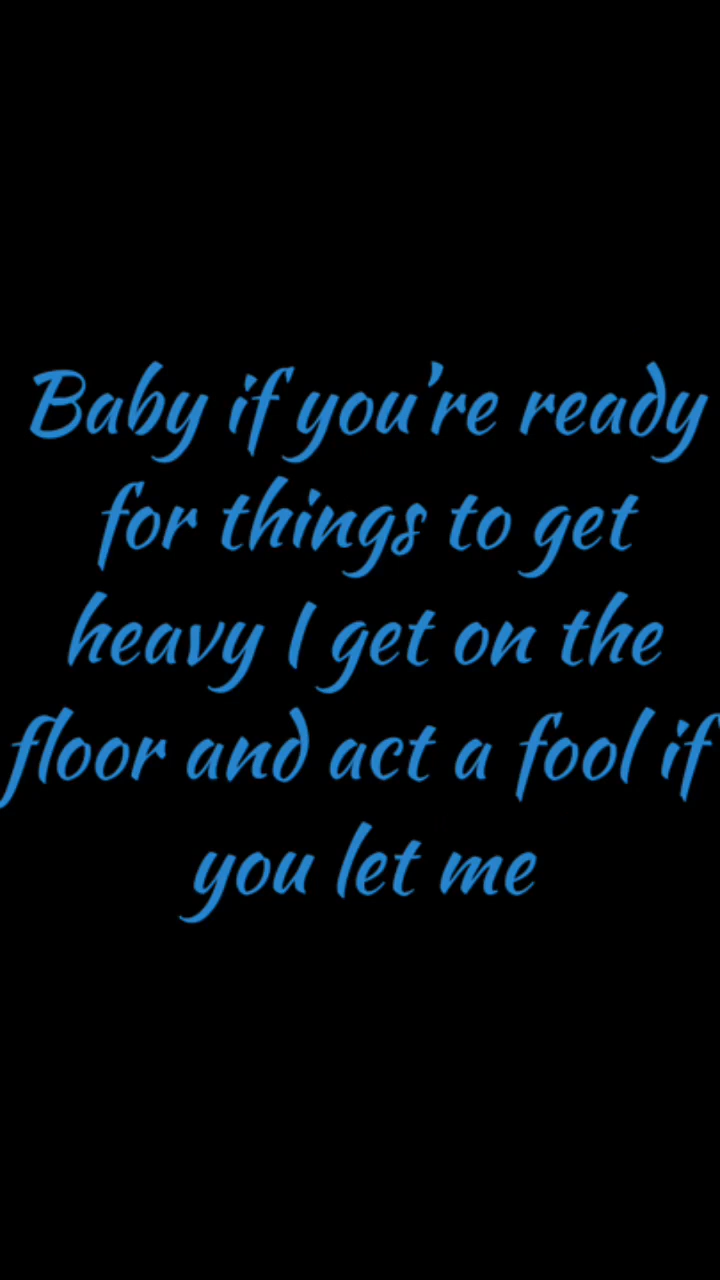 Baby if you're ready
for things to get
heavy I get on the
floor and act a fool if
you let me